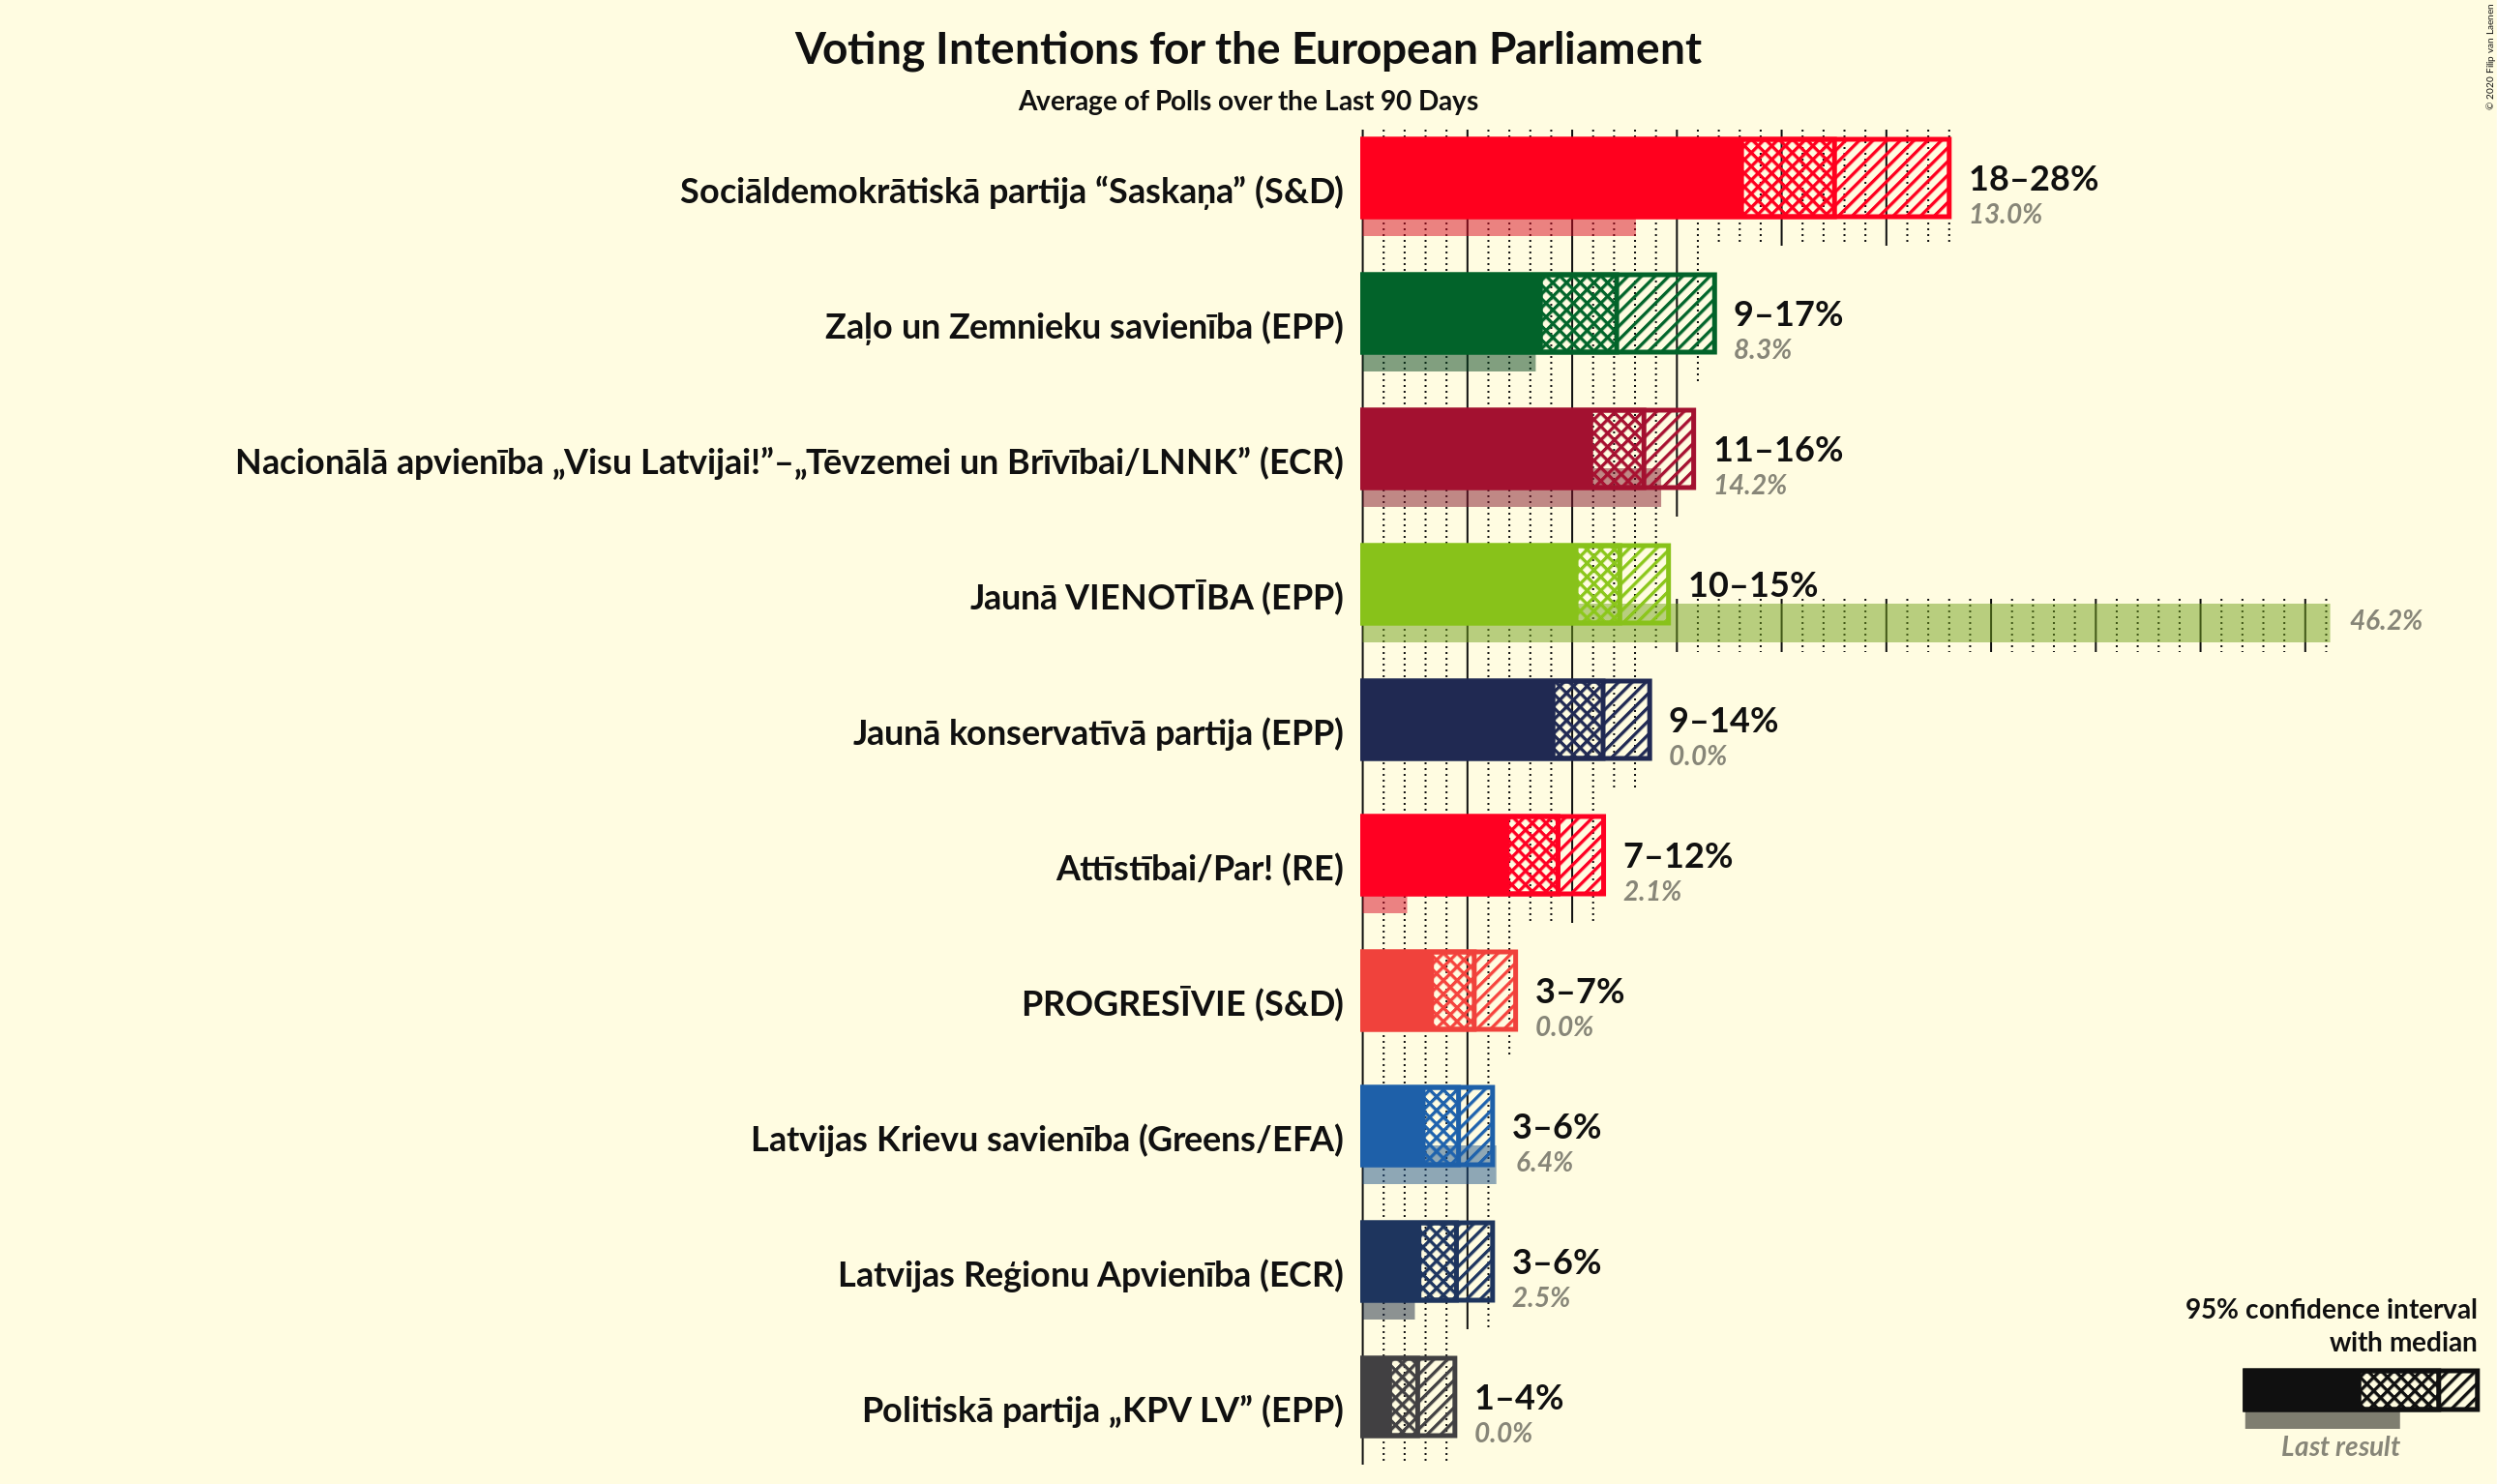 Voting Intentions for the European Parliament
Average of Polls over the Last 90 Days
© 2020 Filip van Laenen
Sociāldemokrātiskā partija “Saskaņa” (S&D)
18–28%
13.0%
Zaļo un Zemnieku savienība (EPP)
9–17%
8.3%
Nacionālā apvienība „Visu Latvijai!”–„Tēvzemei un Brīvībai/LNNK” (ECR)
11–16%
14.2%
Jaunā VIENOTĪBA (EPP)
10–15%
46.2%
Jaunā konservatīvā partija (EPP)
9–14%
0.0%
Attīstībai/Par! (RE)
7–12%
2.1%
PROGRESĪVIE (S&D)
3–7%
0.0%
Latvijas Krievu savienība (Greens/EFA)
3–6%
6.4%
Latvijas Reģionu Apvienība (ECR)
3–6%
2.5%
Politiskā partija „KPV LV” (EPP)
1–4%
0.0%
95% confidence interval
with median
Last result